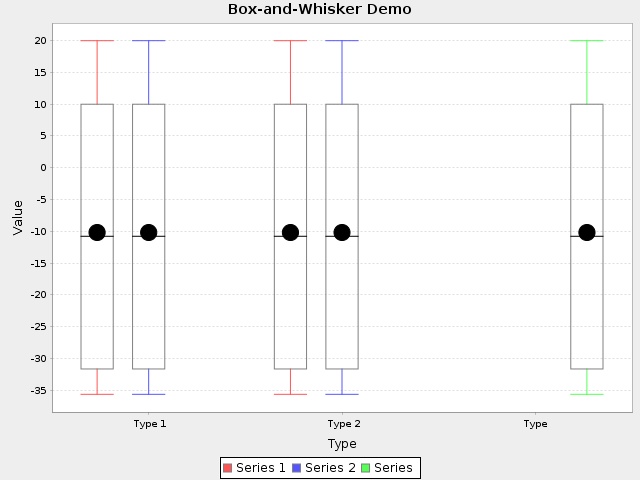 Box-and-Whisker Demo
Value
20
15
10
5
0
-5
-10
-15
-20
-25
-30
-35
Type 1 Type 2 Type
Type
Series 1 Series 2 Series